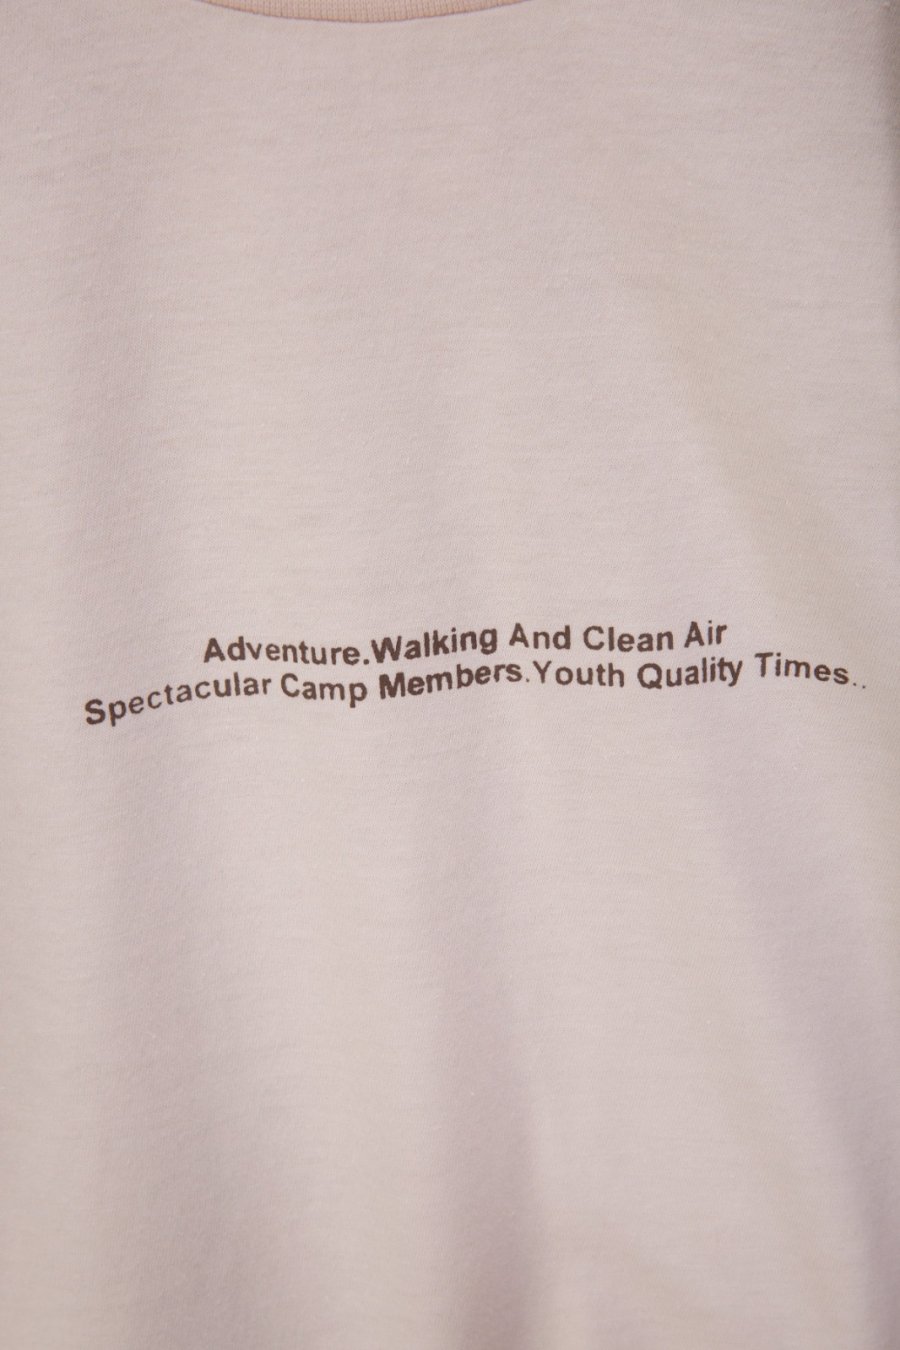 Adventure.Walking And Clean Air
Spectacular Camp Members.Youth Quality Times..